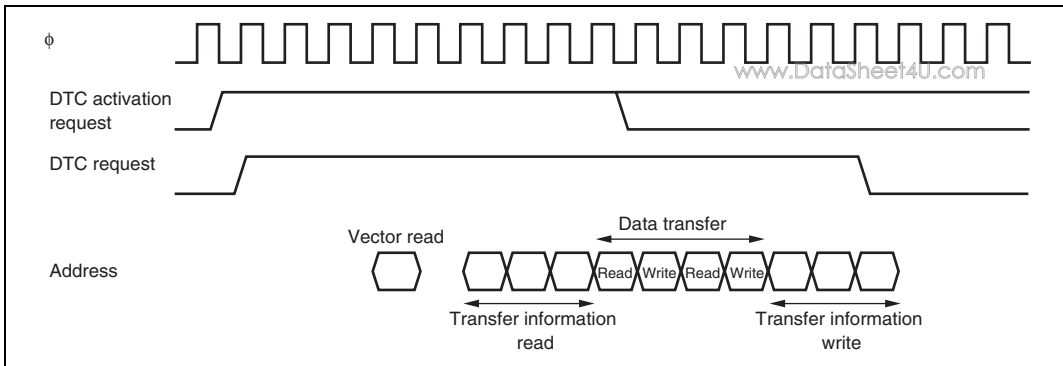 φ
www.DataSheet4U.com
DTC activation
request
DTC request
Data transfer
Vector read
Address
Read Write Read Write
Transfer information
read
Transfer information
write